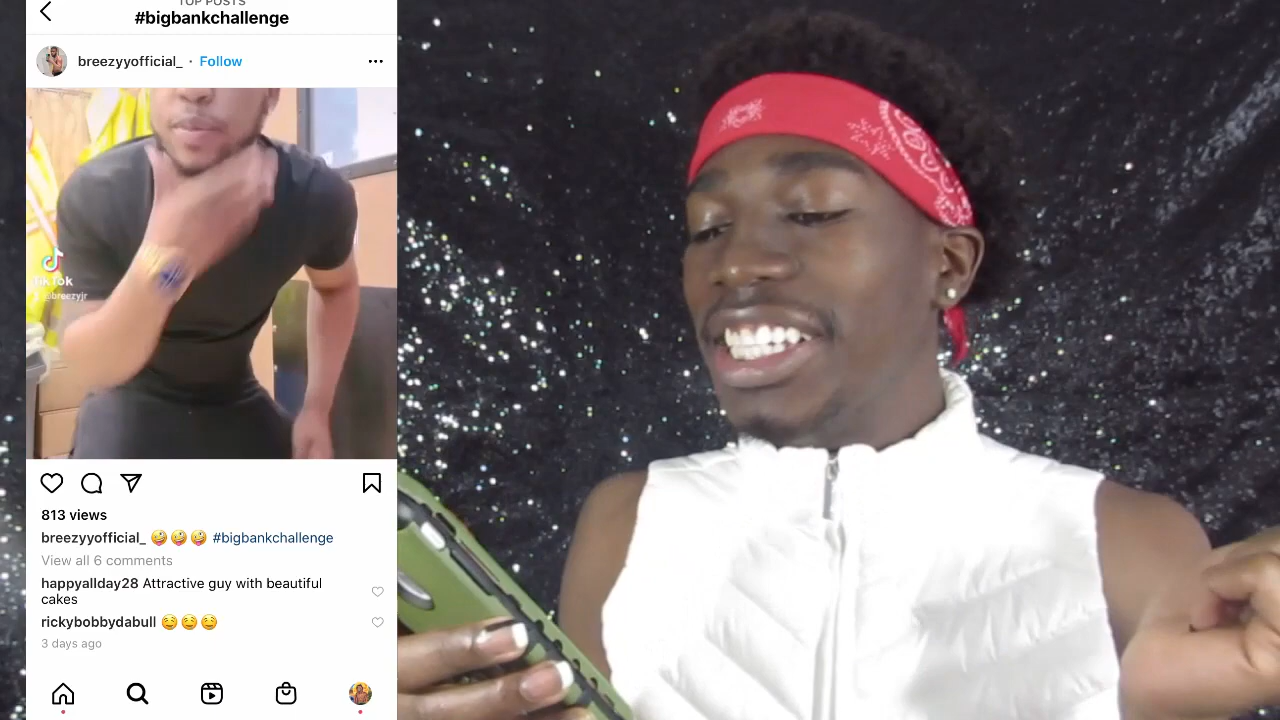 TOP POSTS
#bigbankchallenge
breezyyofficial_ · Follow
TikTok
813 views
breezyyofficial_ 🤪🤪🤪 #bigbankchallenge
View all 6 comments
happyallday28 Attractive guy with beautiful
cakes
rickybobbydabull 😊😊😊
3 days ago